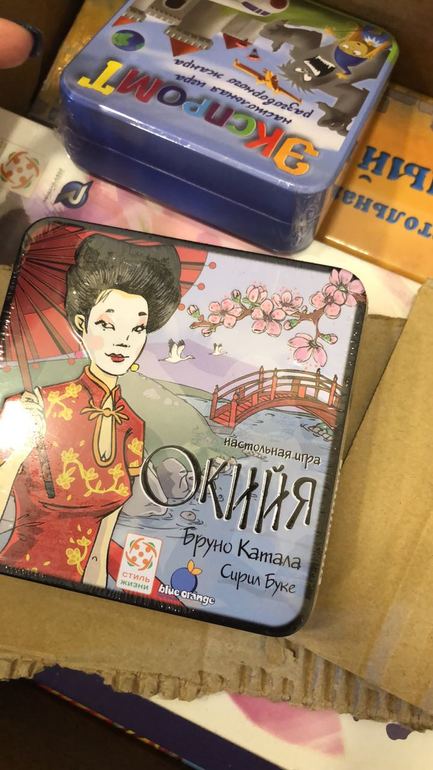 ЭКСПРОМТ
настольная игра
разговорного жанра
настольная игра
ОКИЙЯ
Бруно Катала
Сирил Буке
СТИЛЬ
ЖИЗНИ
blue orange